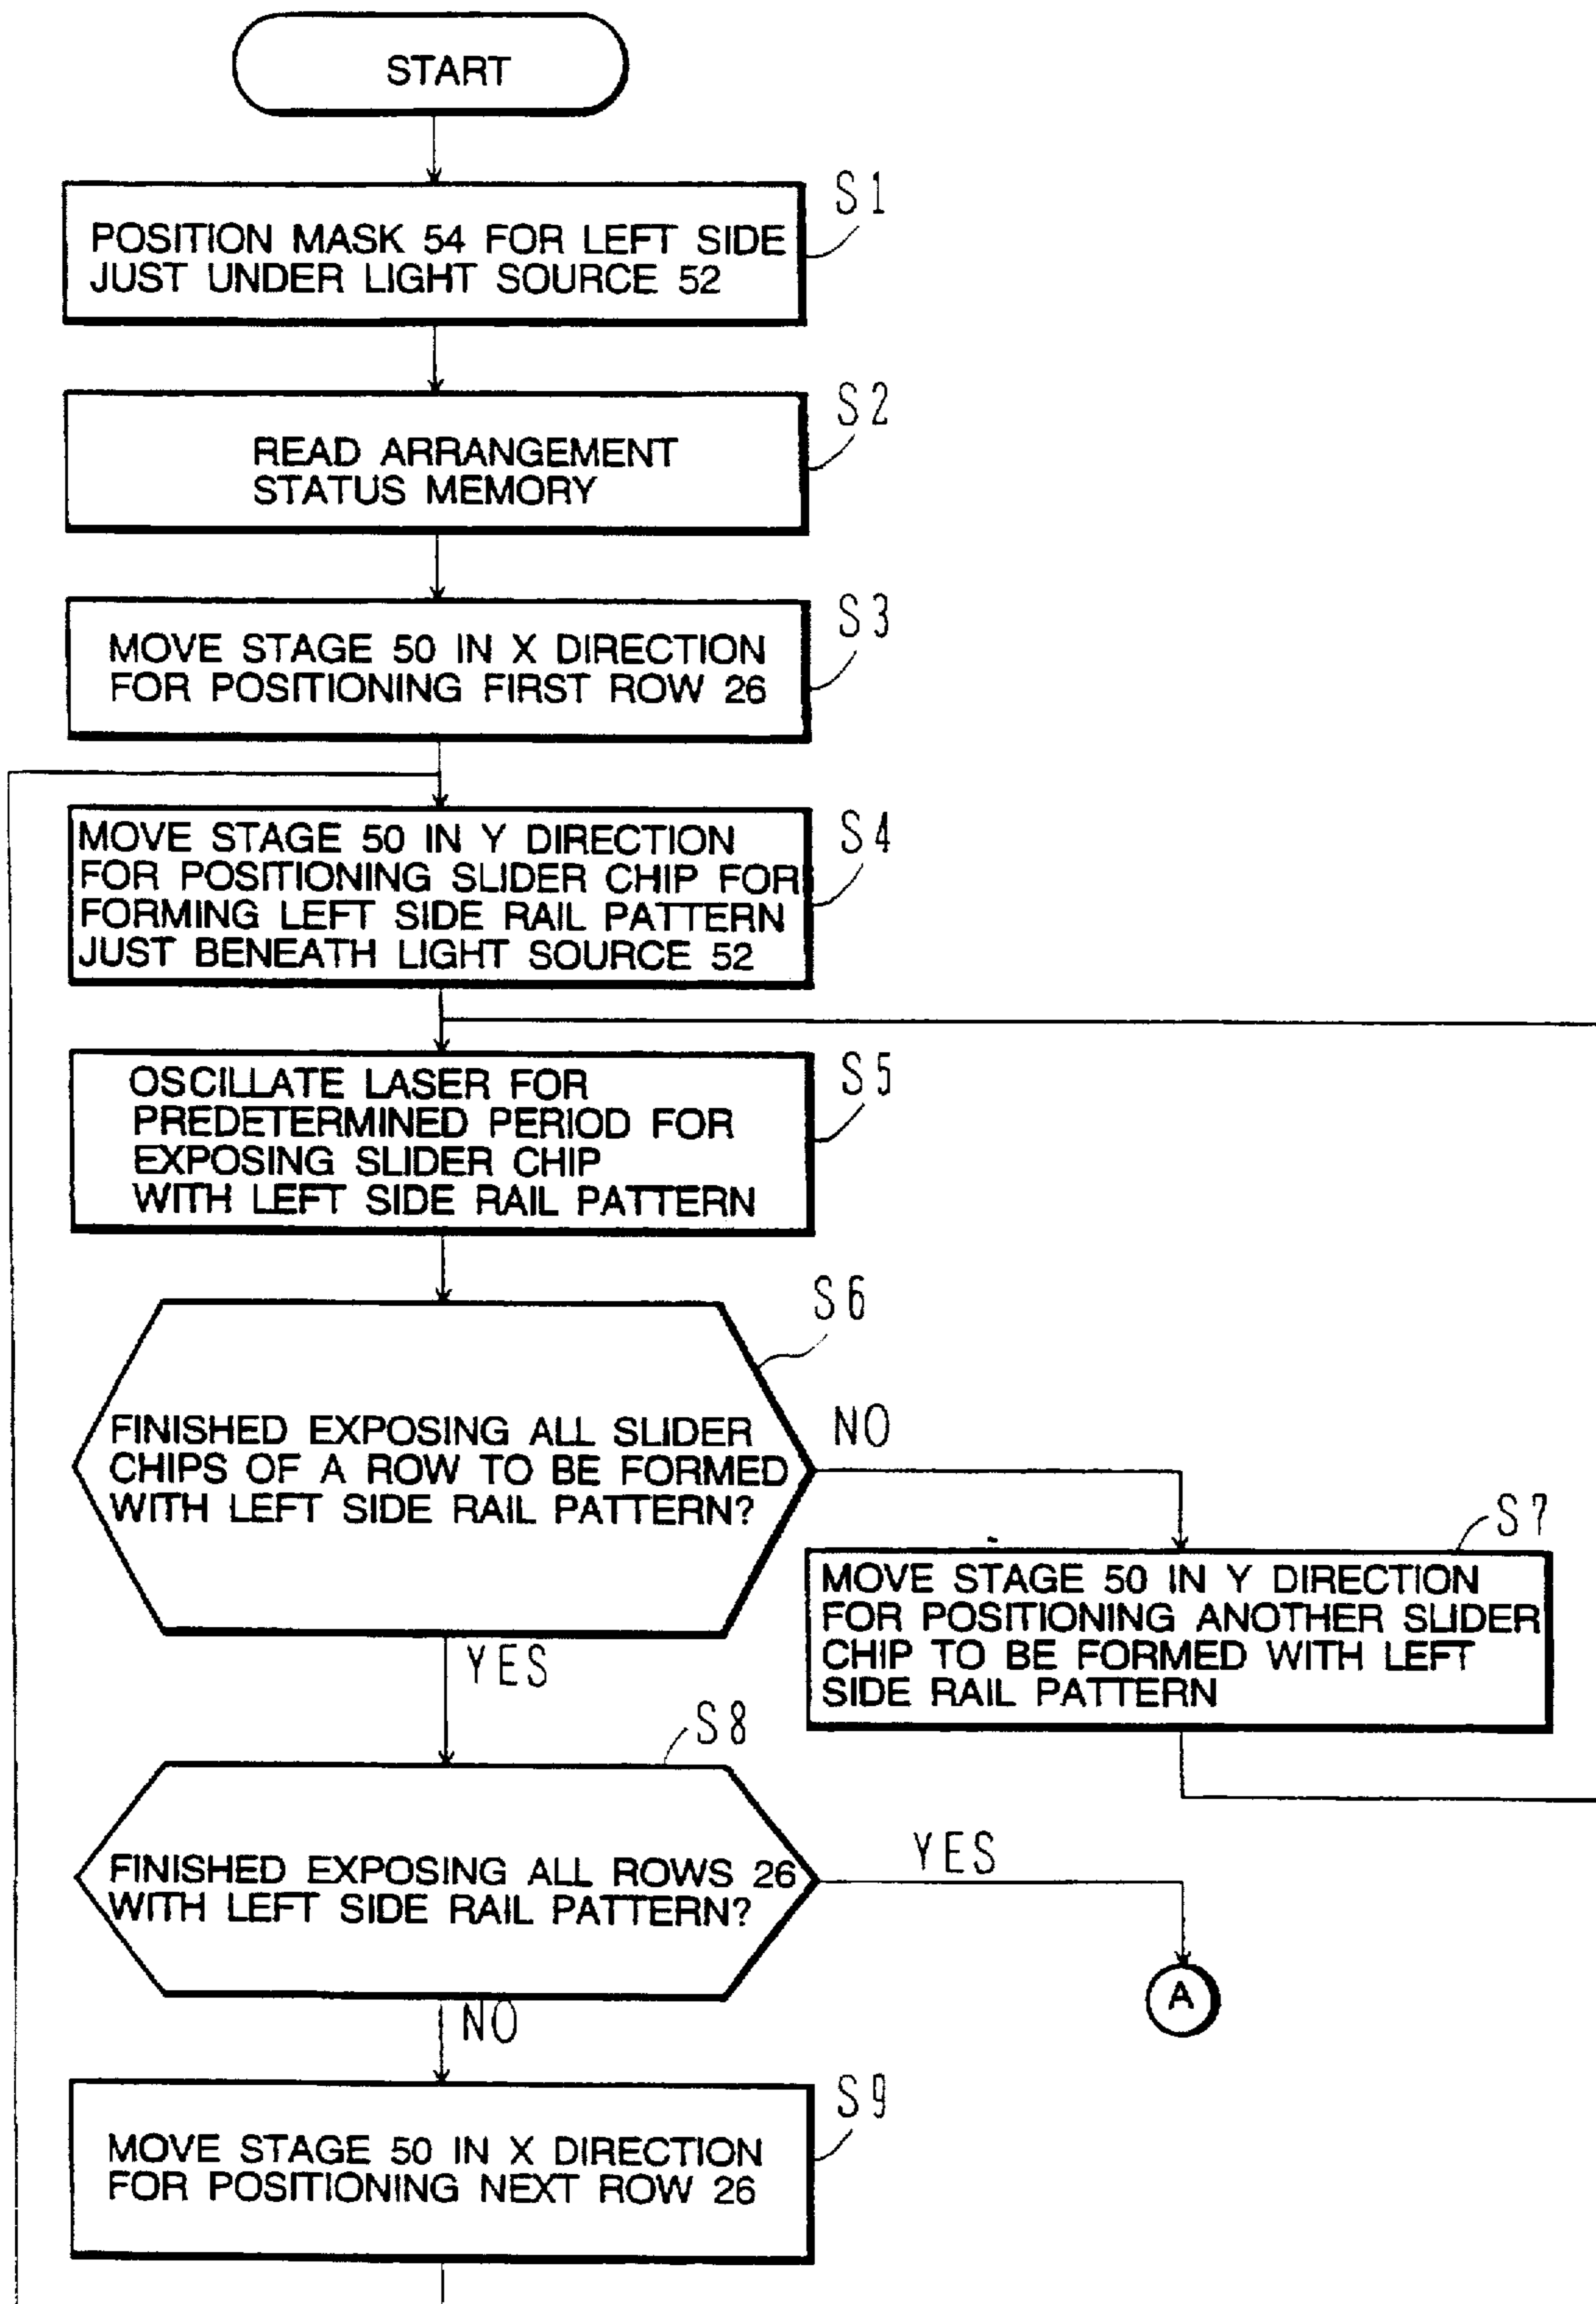 START
S1
POSITION MASK 54 FOR LEFT SIDE
JUST UNDER LIGHT SOURCE 52
S2
READ ARRANGEMENT
STATUS MEMORY
S3
MOVE STAGE 50 IN X DIRECTION
FOR POSITIONING FIRST ROW 26
S4
MOVE STAGE 50 IN Y DIRECTION
FOR POSITIONING SLIDER CHIP FOR
FORMING LEFT SIDE RAIL PATTERN
JUST BENEATH LIGHT SOURCE 52
S5
OSCILLATE LASER FOR
PREDETERMINED PERIOD FOR
EXPOSING SLIDER CHIP
WITH LEFT SIDE RAIL PATTERN
S6
FINISHED EXPOSING ALL SLIDER
CHIPS OF A ROW TO BE FORMED
WITH LEFT SIDE RAIL PATTERN?
NO
S7
MOVE STAGE 50 IN Y DIRECTION
FOR POSITIONING ANOTHER SLIDER
CHIP TO BE FORMED WITH LEFT
SIDE RAIL PATTERN
YES
S8
FINISHED EXPOSING ALL ROWS 26
WITH LEFT SIDE RAIL PATTERN?
YES
A
NO
S9
MOVE STAGE 50 IN X DIRECTION
FOR POSITIONING NEXT ROW 26